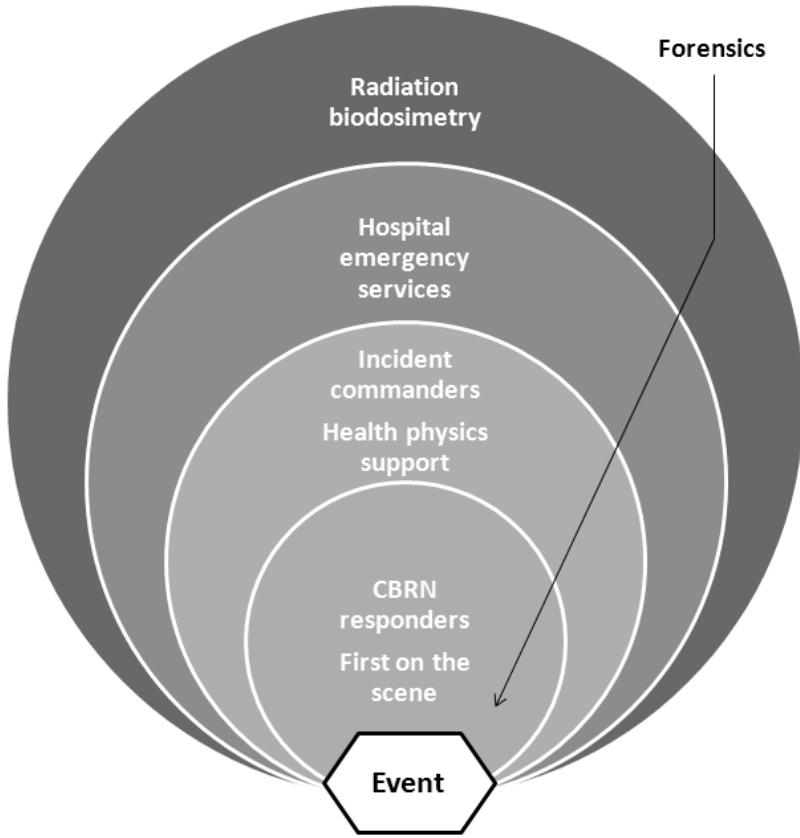 Forensics
Radiation
biodosimetry
Hospital
emergency
services
Incident
commanders
Health physics
support
CBRN
responders
First on the
scene
Event